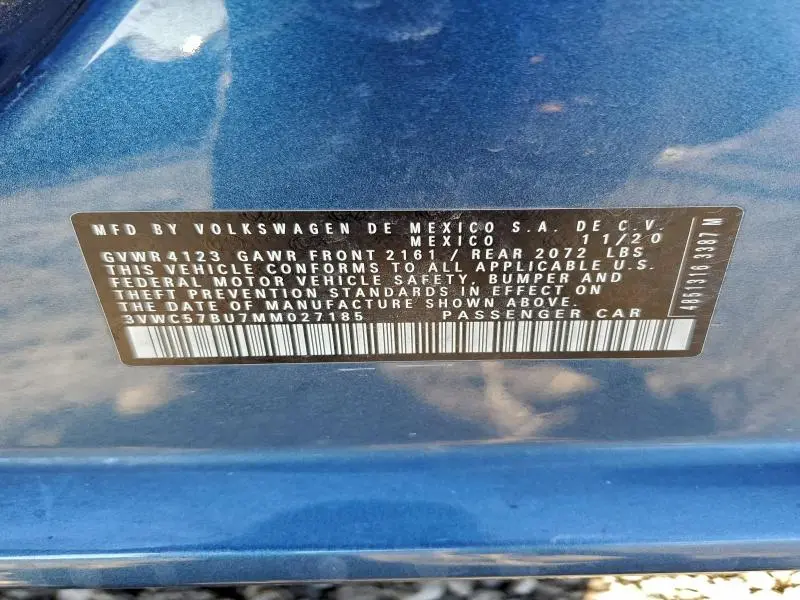 MFD BY VOLKSWAGEN DE MEXICO S.A. DE C.V.
MEXICO 11/20
GVWR 4123 GAWR FRONT 2161 / REAR 2072 LBS
THIS VEHICLE CONFORMS TO ALL APPLICABLE U.S.
FEDERAL MOTOR VEHICLE SAFETY, BUMPER AND
THEFT PREVENTION STANDARDS IN EFFECT ON
THE DATE OF MANUFACTURE SHOWN ABOVE.
3VWC57BU7MM027185 PASSENGER CAR
4851316 3387 M